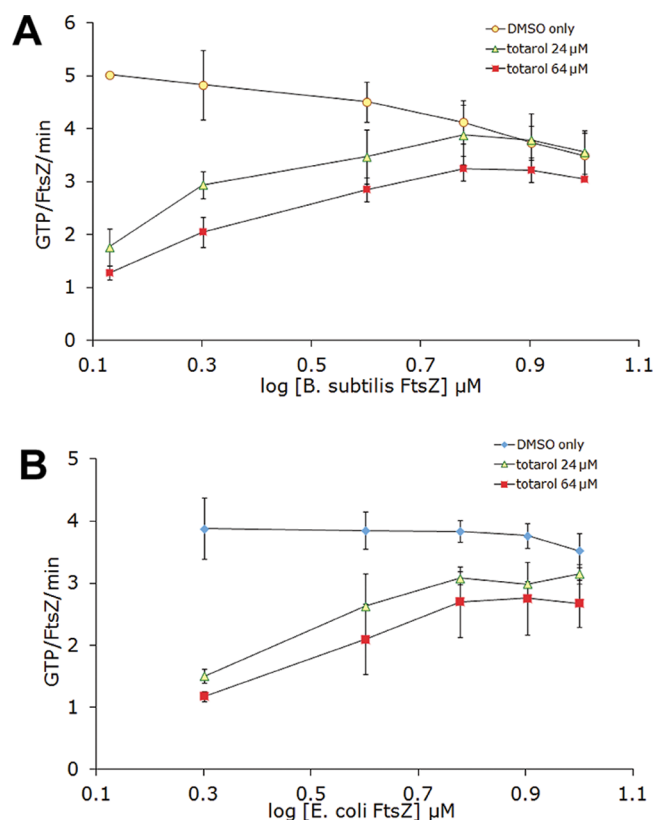 A
DMSO only
totarol 24 µM
totarol 64 µM
GTP/FtsZ/min
6
5
4
3
2
1
0
0.1 0.3 0.5 0.7 0.9 1.1
log [B. subtilis FtsZ] µM
B
DMSO only
totarol 24 µM
totarol 64 µM
GTP/FtsZ/min
5
4
3
2
1
0
0.1 0.3 0.5 0.7 0.9 1.1
log [E. coli FtsZ] µM